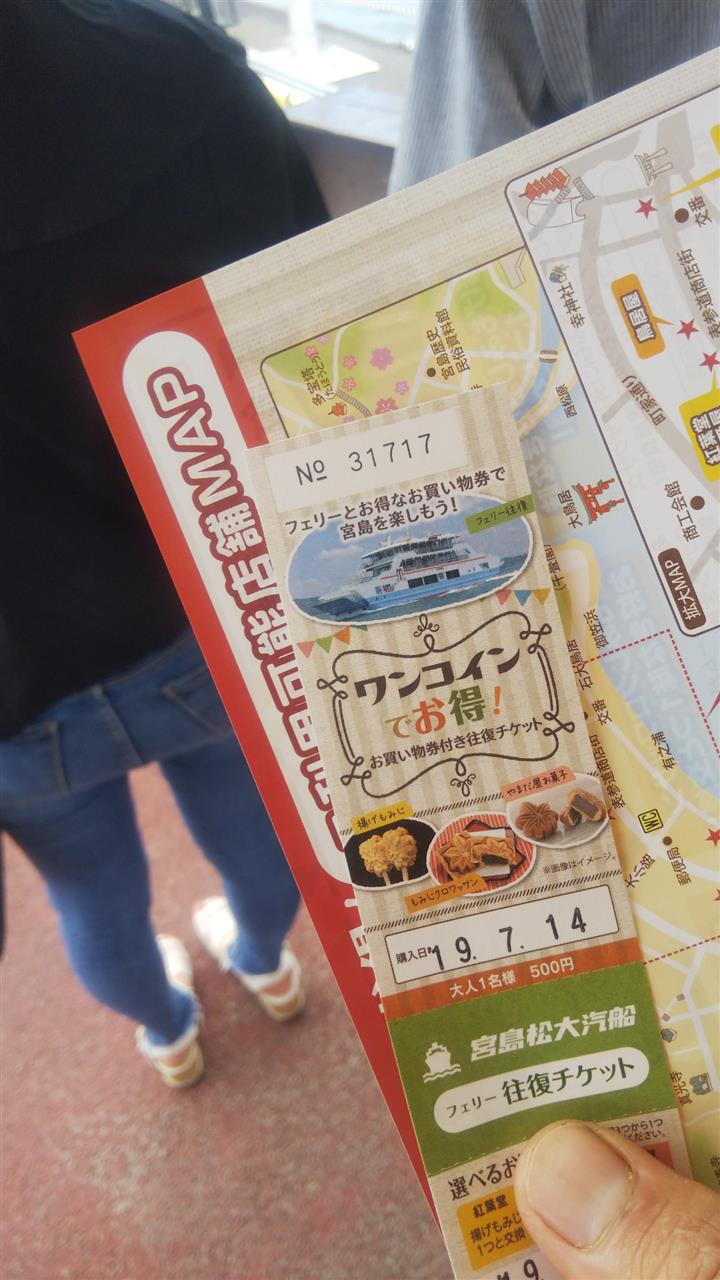 No 31717
フェリーとお得なお買い物券で
宮島を楽しもう！
フェリー往復
ワンコイン
でお得！
お買い物券付き往復チケット
揚げもみじ
もみじクロワッサン
やまだ屋お菓子
※画像はイメージ。
購入日 '19. 7. 14
大人1名様 500円
宮島松大汽船
フェリー 往復チケット
選べるお
紅葉堂
揚げもみじ
1つと交換
店舗MAP
多宝塔
たほうとう
宮島歴史
民俗資料館
西松原
大鳥居
幸神社
町家通り
鳥居屋
表参道商店街
交番
紅葉堂
商工会館
拡大MAP
御笠浜
石大鳥居
交番
表参道商店街
有之浦
WC
郵便局